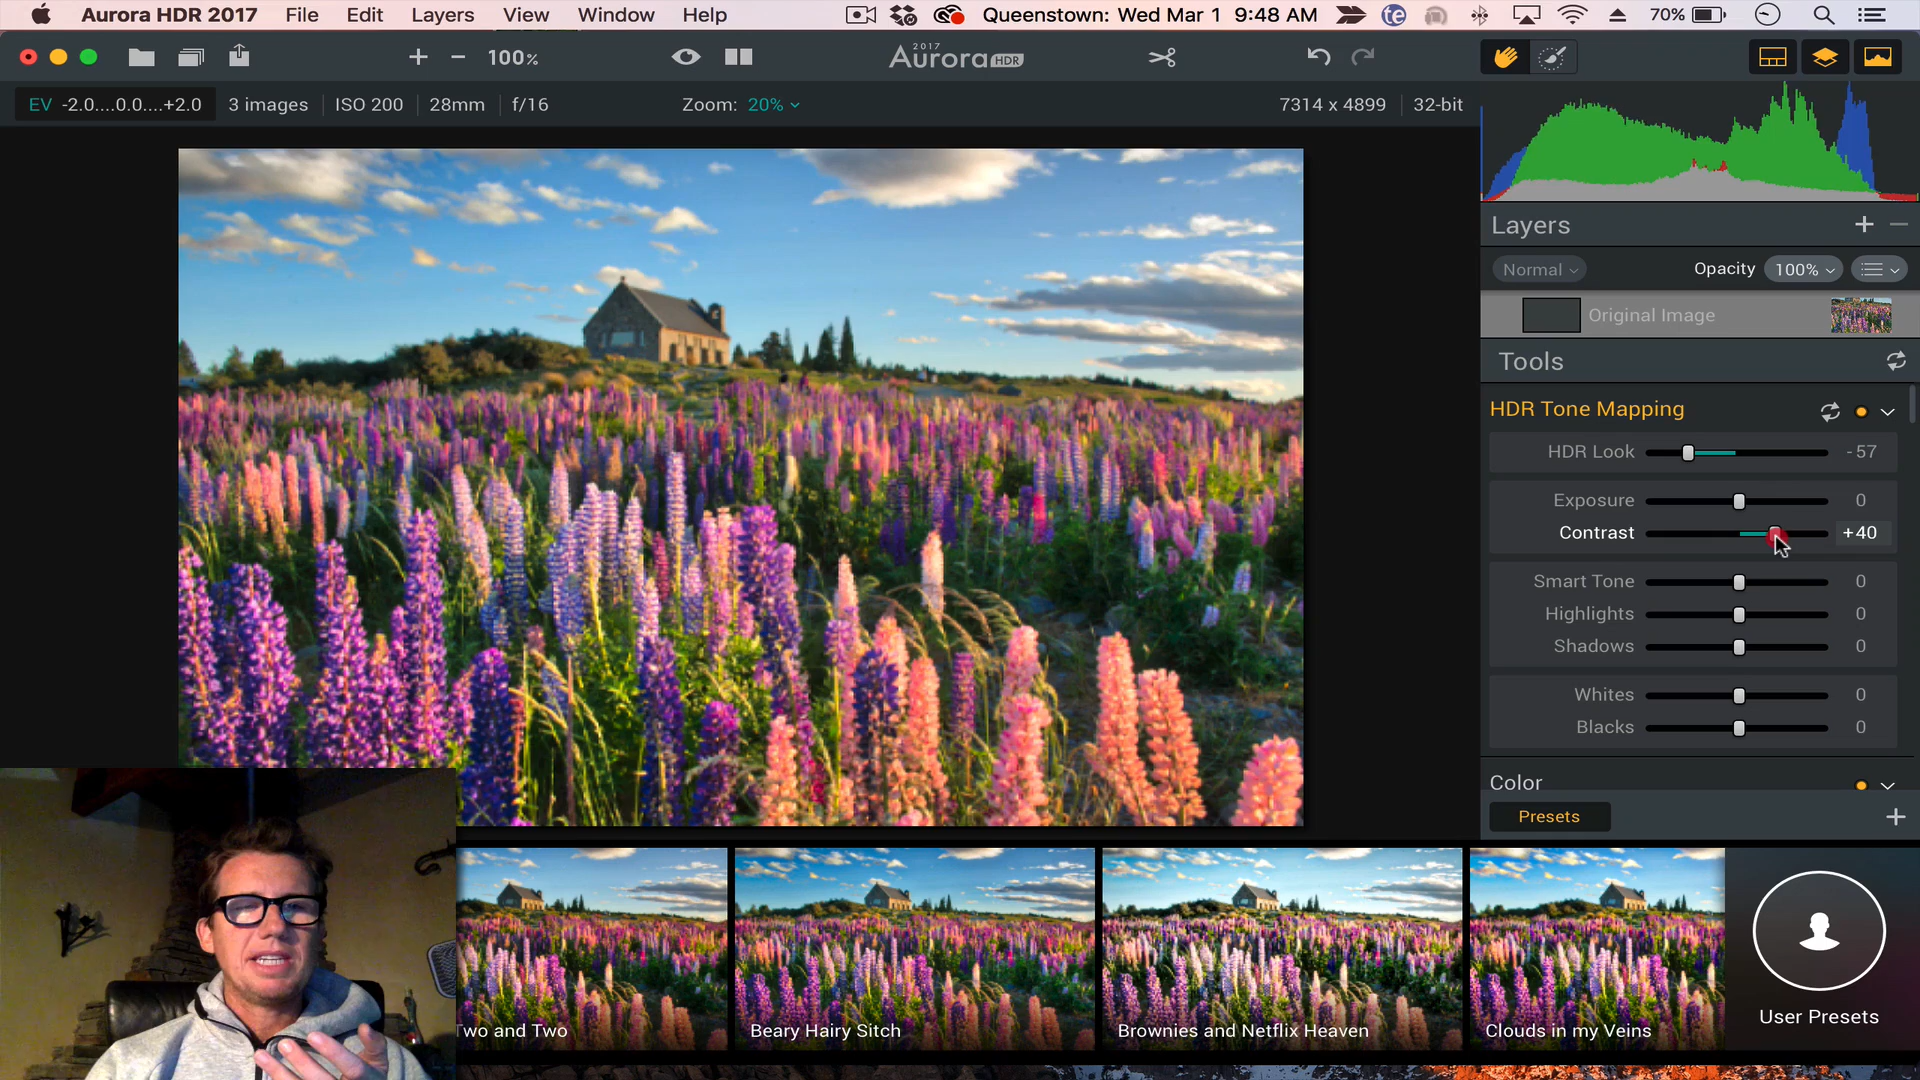 Aurora HDR 2017 File Edit Layers View Window Help Queenstown: Wed Mar 1 9:48 AM te 70%
100% 2017 Aurora HDR
EV -2.0....0.0....+2.0 3 images ISO 200 28mm f/16 Zoom: 20% 7314 x 4899 32-bit
Layers
Normal Opacity 100%
Original Image
Tools
HDR Tone Mapping
HDR Look -57
Exposure 0
Contrast +40
Smart Tone 0
Highlights 0
Shadows 0
Whites 0
Blacks 0
Color
Presets
Two and Two Beary Hairy Sitch Brownies and Netflix Heaven Clouds in my Veins User Presets